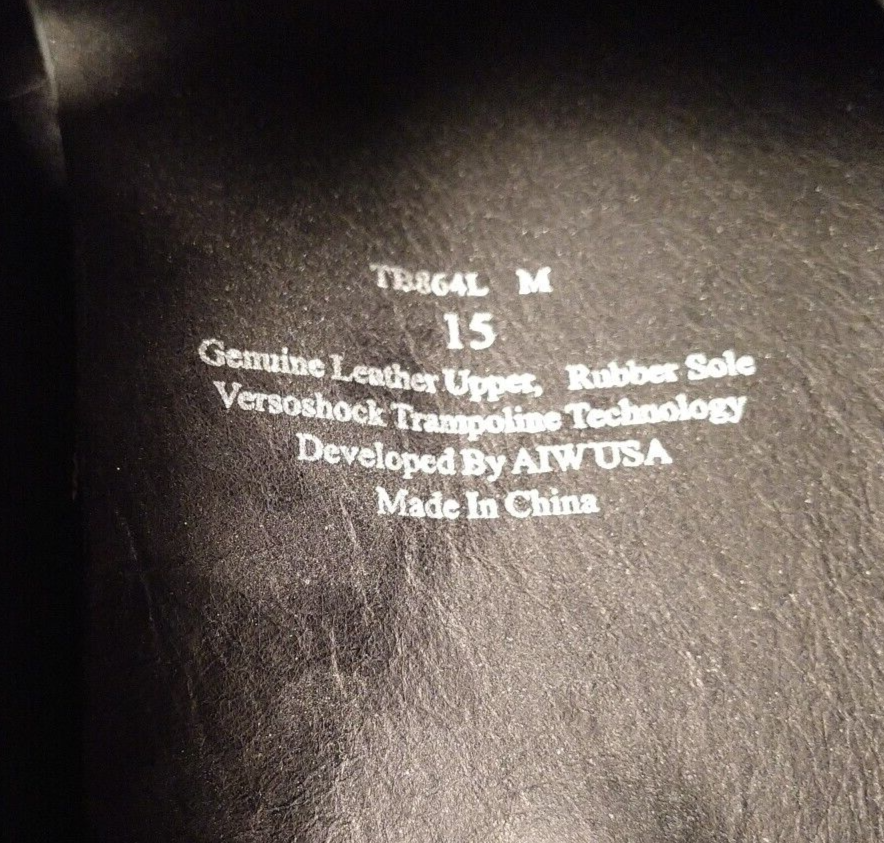 TB864L M
15
Genuine Leather Upper, Rubber Sole
Versoshock Trampoline Technology
Developed By AIW USA
Made In China